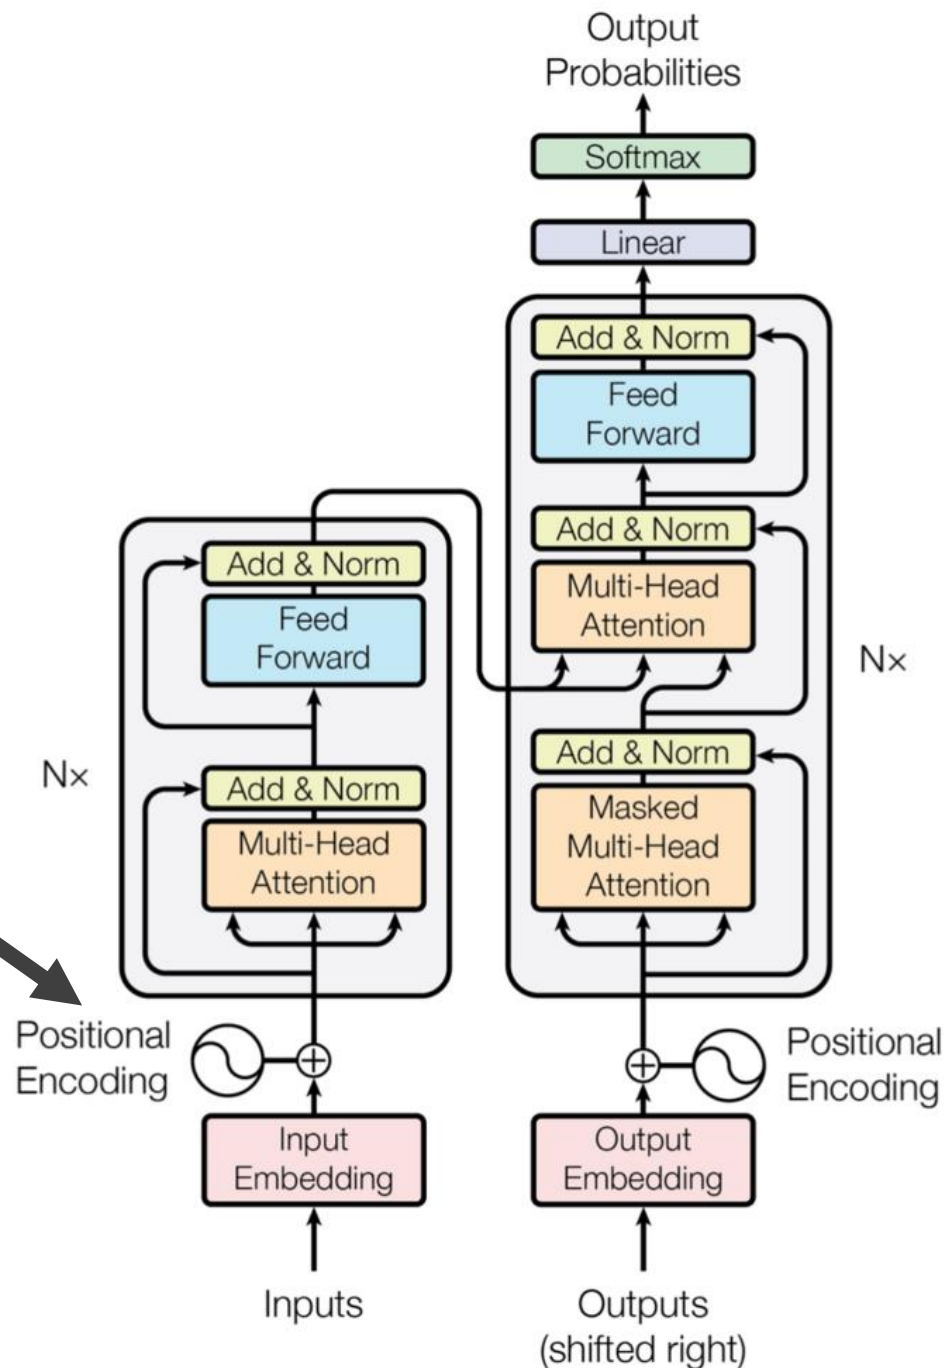 Output
Probabilities
Softmax
Linear
Add & Norm
Feed
Forward
Add & Norm
Multi-Head
Attention
Add & Norm
Masked
Multi-Head
Attention
Nx
Add & Norm
Feed
Forward
Add & Norm
Multi-Head
Attention
Nx
Positional
Encoding
Positional
Encoding
Input
Embedding
Output
Embedding
Inputs
Outputs
(shifted right)